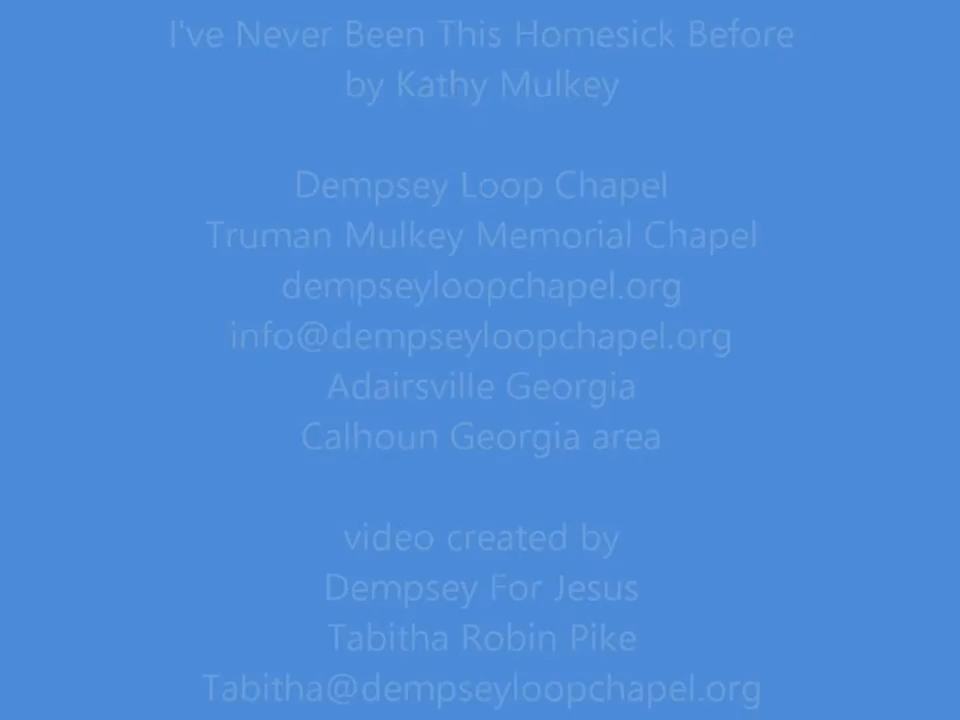 I've Never Been This Homesick Before
by Kathy Mulkey
Dempsey Loop Chapel
Truman Mulkey Memorial Chapel
dempseyloopchapel.org
info@dempseyloopchapel.org
Adairsville Georgia
Calhoun Georgia area
video created by
Dempsey For Jesus
Tabitha Robin Pike
Tabitha@dempseyloopchapel.org